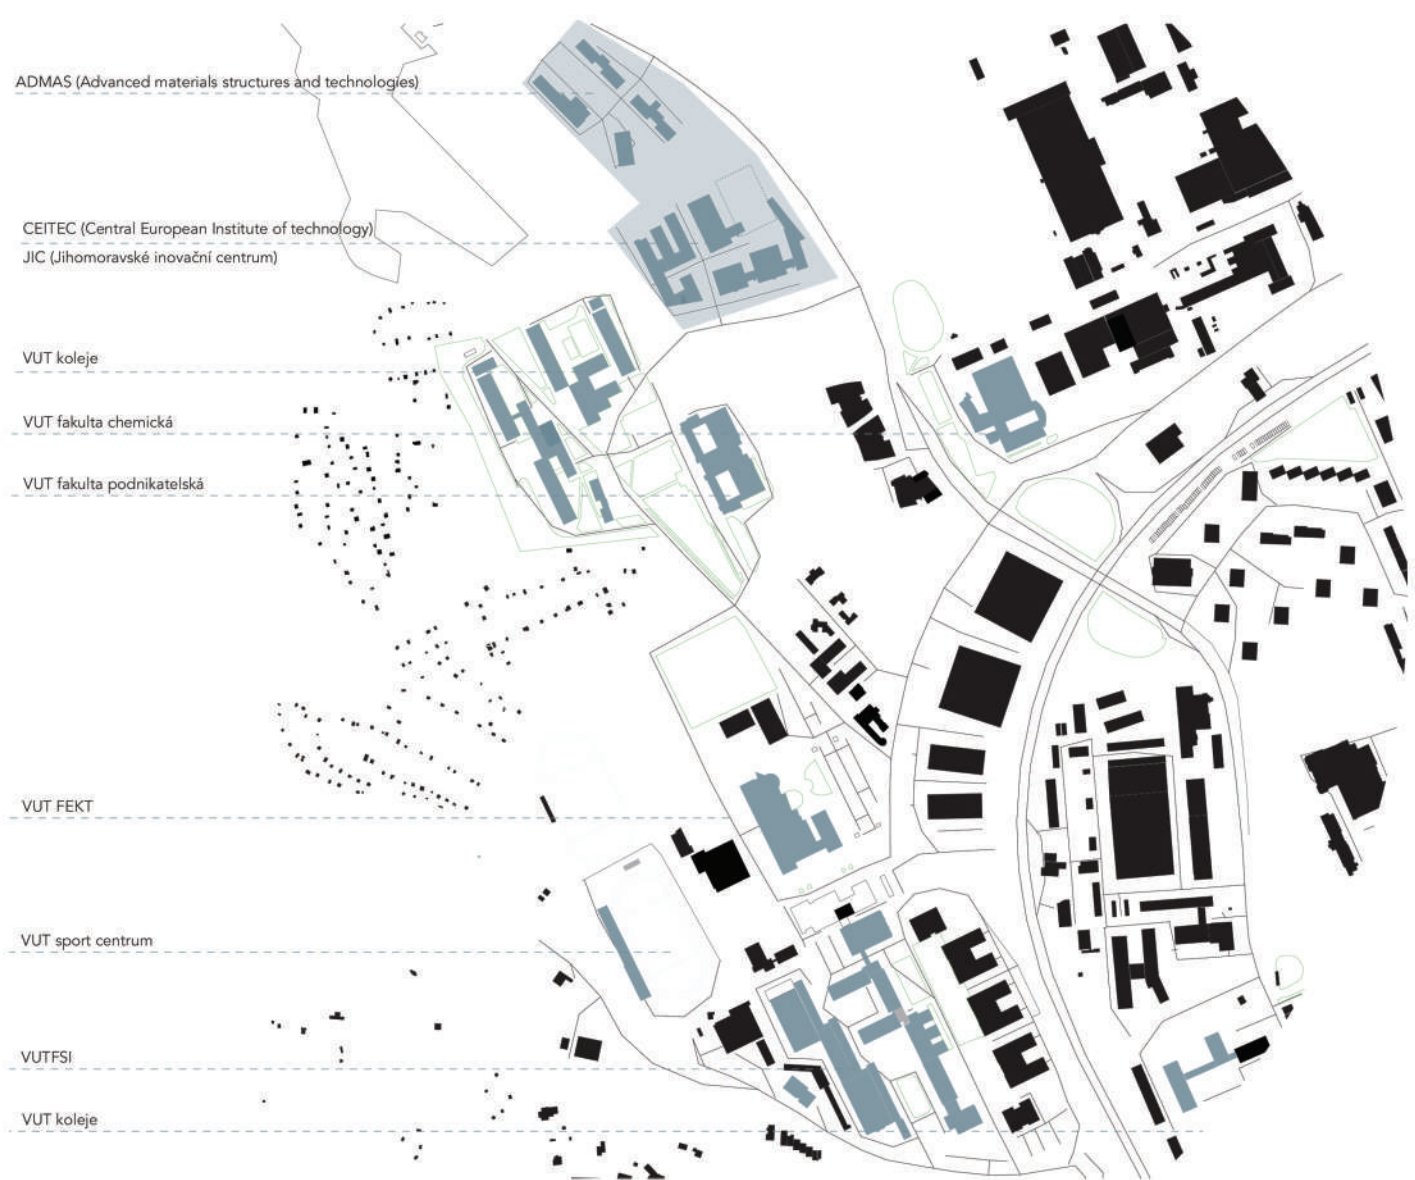 ADMAS (Advanced materials structures and technologies)
CEITEC (Central European Institute of technology)
JIC (Jihomoravské inovační centrum)
VUT koleje
VUT fakulta chemická
VUT fakulta podnikatelská
VUT FEKT
VUT sport centrum
VUTFSI
VUT koleje